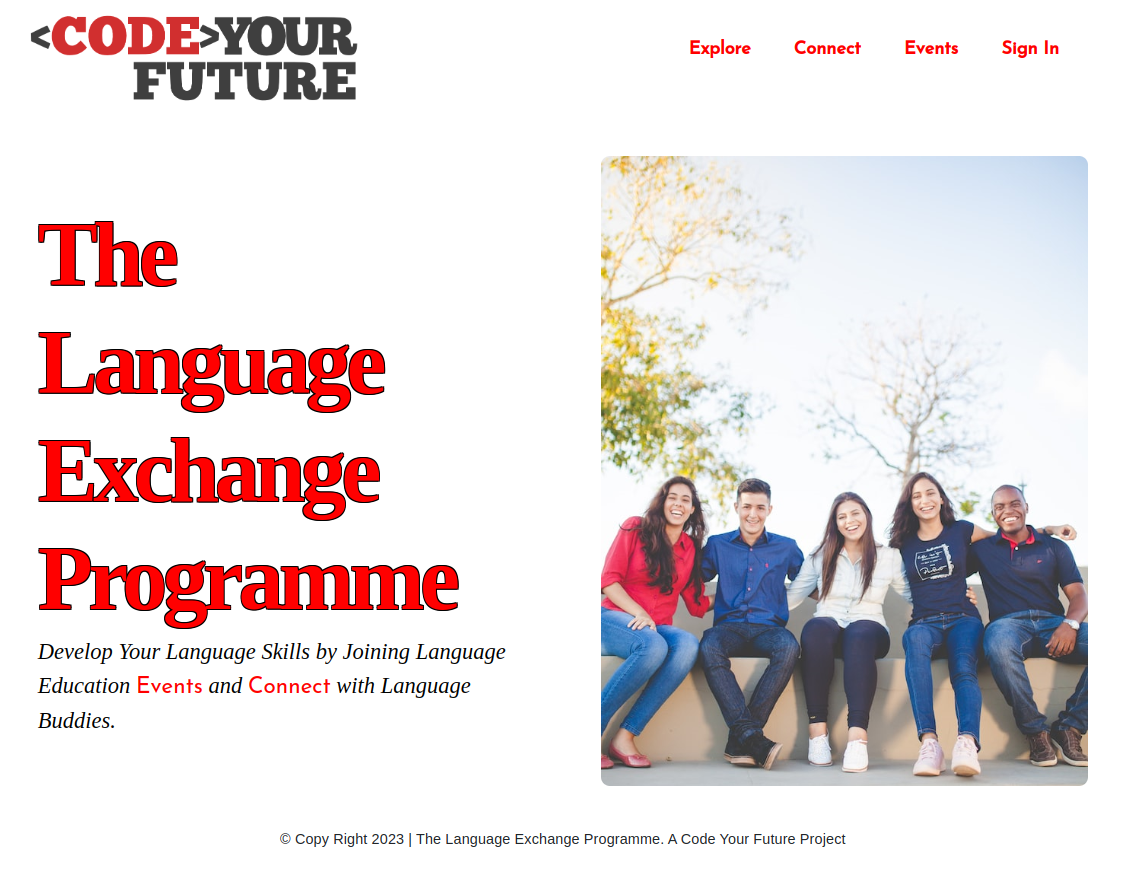 <CODE>YOUR
FUTURE
Explore Connect Events Sign In
The
Language
Exchange
Programme
Develop Your Language Skills by Joining Language
Education Events and Connect with Language
Buddies.
© Copy Right 2023 | The Language Exchange Programme. A Code Your Future Project